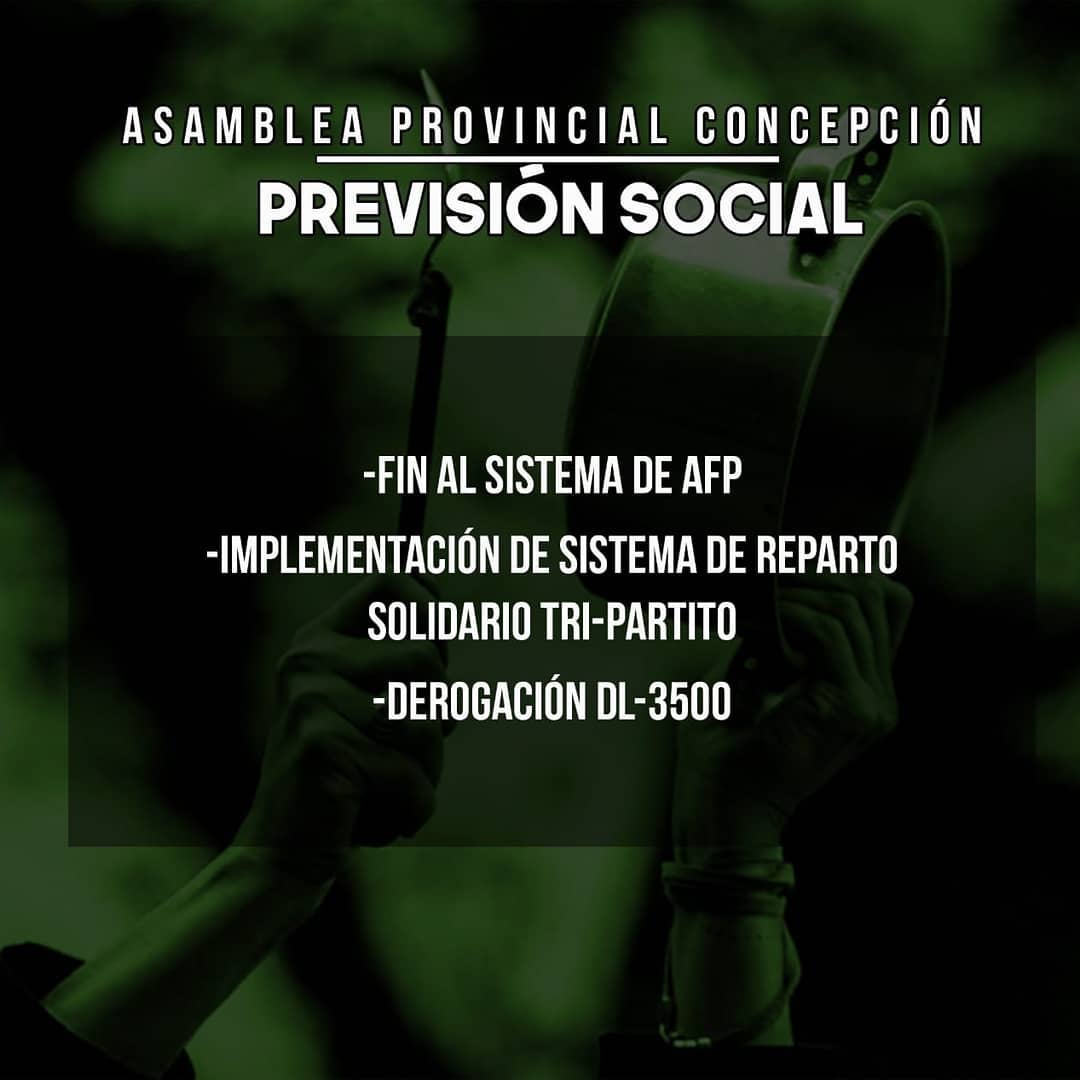 ASAMBLEA PROVINCIAL CONCEPCIÓN
PREVISIÓN SOCIAL
-FIN AL SISTEMA DE AFP
-IMPLEMENTACIÓN DE SISTEMA DE REPARTO
SOLIDARIO TRI-PARTITO
-DEROGACIÓN DL-3500